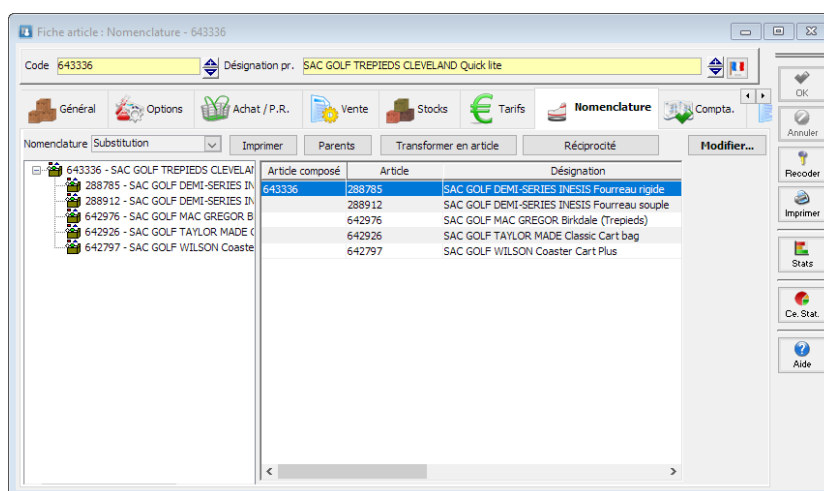 Fiche article : Nomenclature - 643336
Code 643336 Désignation pr. SAC GOLF TREPIEDS CLEVELAND Quick lite
Général Options Achat / P.R. Vente Stocks Tarifs Nomenclature Compta.
Nomenclature Substitution Imprimer Parents Transformer en article Réciprocité Modifier...
643336 - SAC GOLF TREPIEDS CLEVELAN
288785 - SAC GOLF DEMI-SERIES IN
288912 - SAC GOLF DEMI-SERIES IN
642976 - SAC GOLF MAC GREGOR B
642926 - SAC GOLF TAYLOR MADE C
642797 - SAC GOLF WILSON Coaste
Article composé Article Désignation
643336 288785 SAC GOLF DEMI-SERIES INESIS Fourreau rigide
288912 SAC GOLF DEMI-SERIES INESIS Fourreau souple
642976 SAC GOLF MAC GREGOR Birkdale (Trepieds)
642926 SAC GOLF TAYLOR MADE Classic Cart bag
642797 SAC GOLF WILSON Coaster Cart Plus
OK
Annuler
Recoder
Imprimer
Stats
Ce. Stat.
Aide